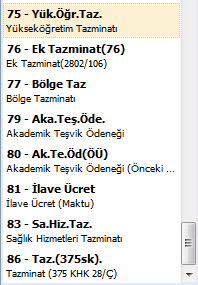 75 - Yük.Öğr.Taz.
Yükseköğretim Tazminatı
76 - Ek Tazminat(76)
Ek Tazminat(2802/106)
77 - Bölge Taz
Bölge Tazminatı
79 - Aka.Teş.Öde.
Akademik Teşvik Ödeneği
80 - Ak.Te.Öd(ÖÜ)
Akademik Teşvik Ödeneği (Önceki ...
81 - İlave Ücret
İlave Ücret (Maktu)
83 - Sa.Hiz.Taz.
Sağlık Hizmetleri Tazminatı
86 - Taz.(375sk).
Tazminat (375 KHK 28/Ç)